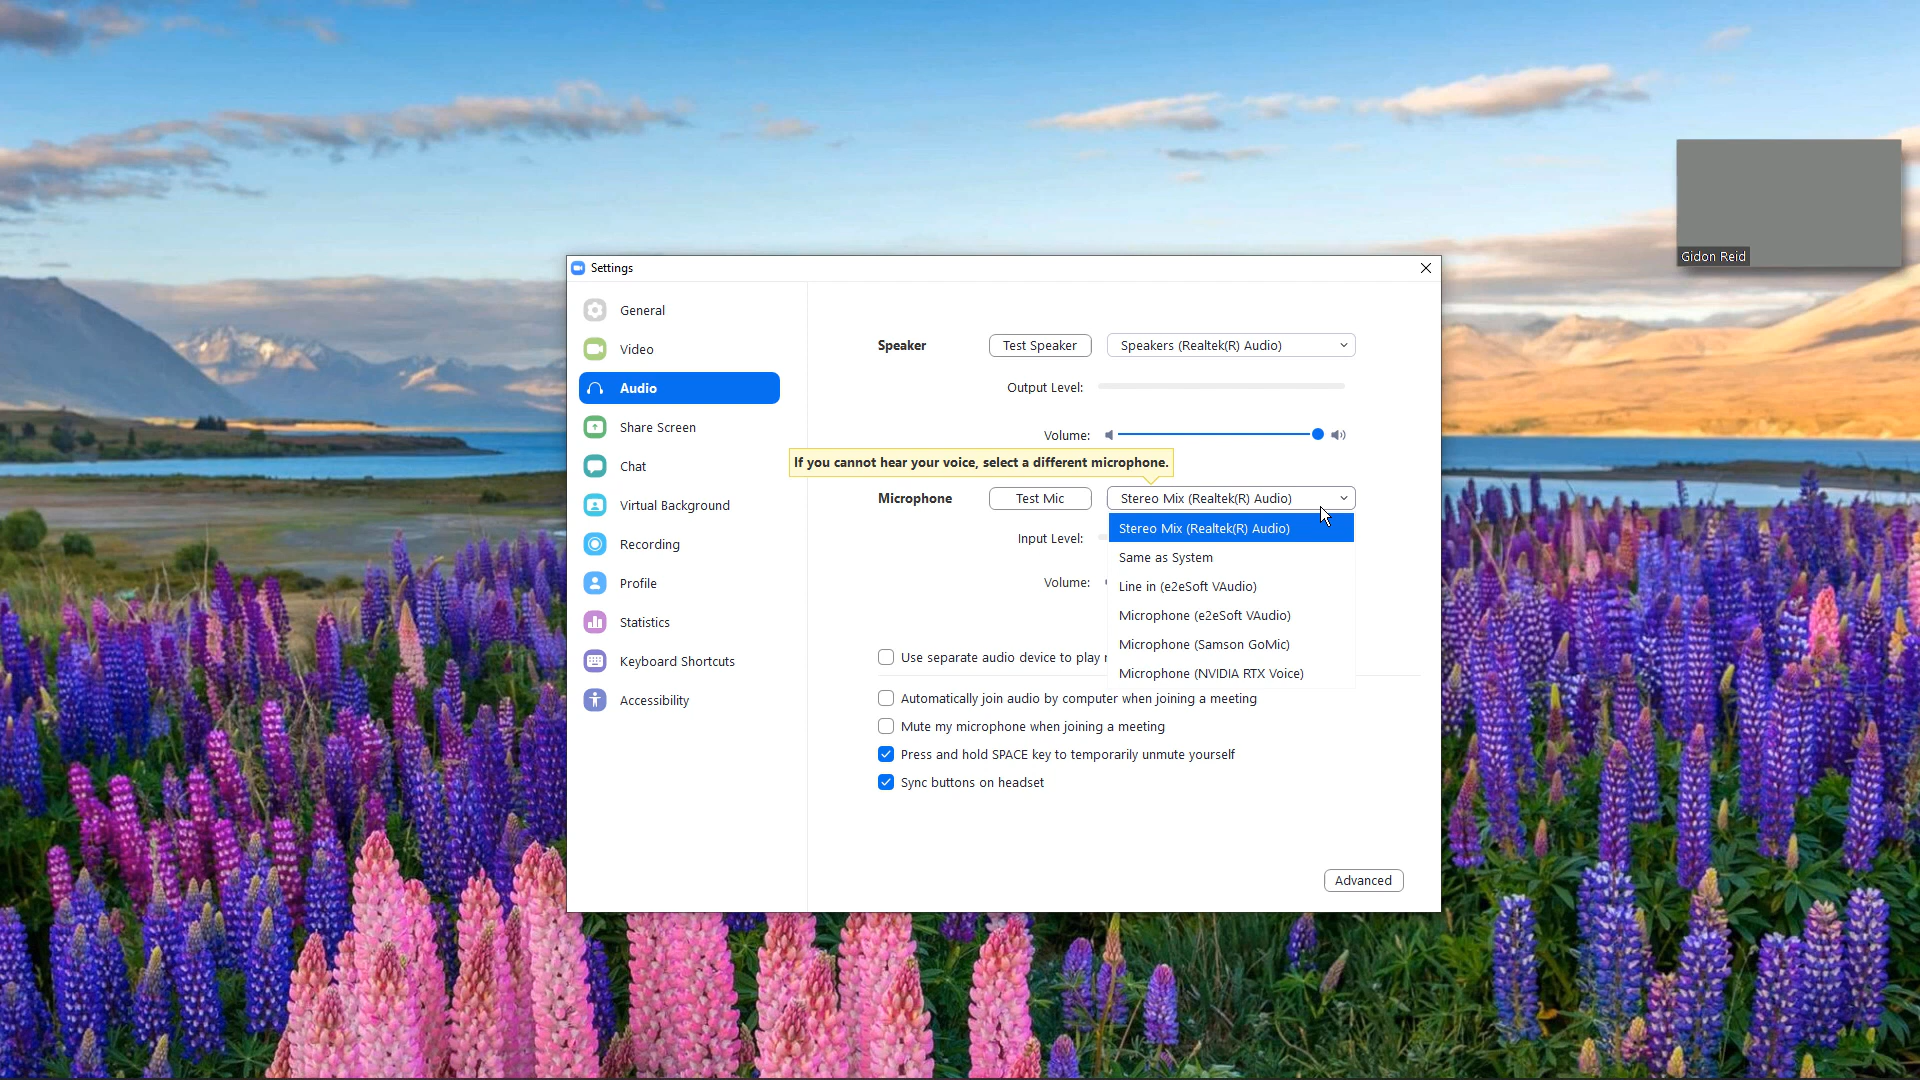 Gidon Reid
Settings
General
Video
Audio
Share Screen
Chat
Virtual Background
Recording
Profile
Statistics
Keyboard Shortcuts
Accessibility
Speaker
Test Speaker
Speakers (Realtek(R) Audio)
Output Level:
Volume:
If you cannot hear your voice, select a different microphone.
Microphone
Test Mic
Stereo Mix (Realtek(R) Audio)
Stereo Mix (Realtek(R) Audio)
Same as System
Line in (e2eSoft VAudio)
Microphone (e2eSoft VAudio)
Microphone (Samson GoMic)
Microphone (NVIDIA RTX Voice)
Input Level:
Volume:
Use separate audio device to play
Automatically join audio by computer when joining a meeting
Mute my microphone when joining a meeting
Press and hold SPACE key to temporarily unmute yourself
Sync buttons on headset
Advanced